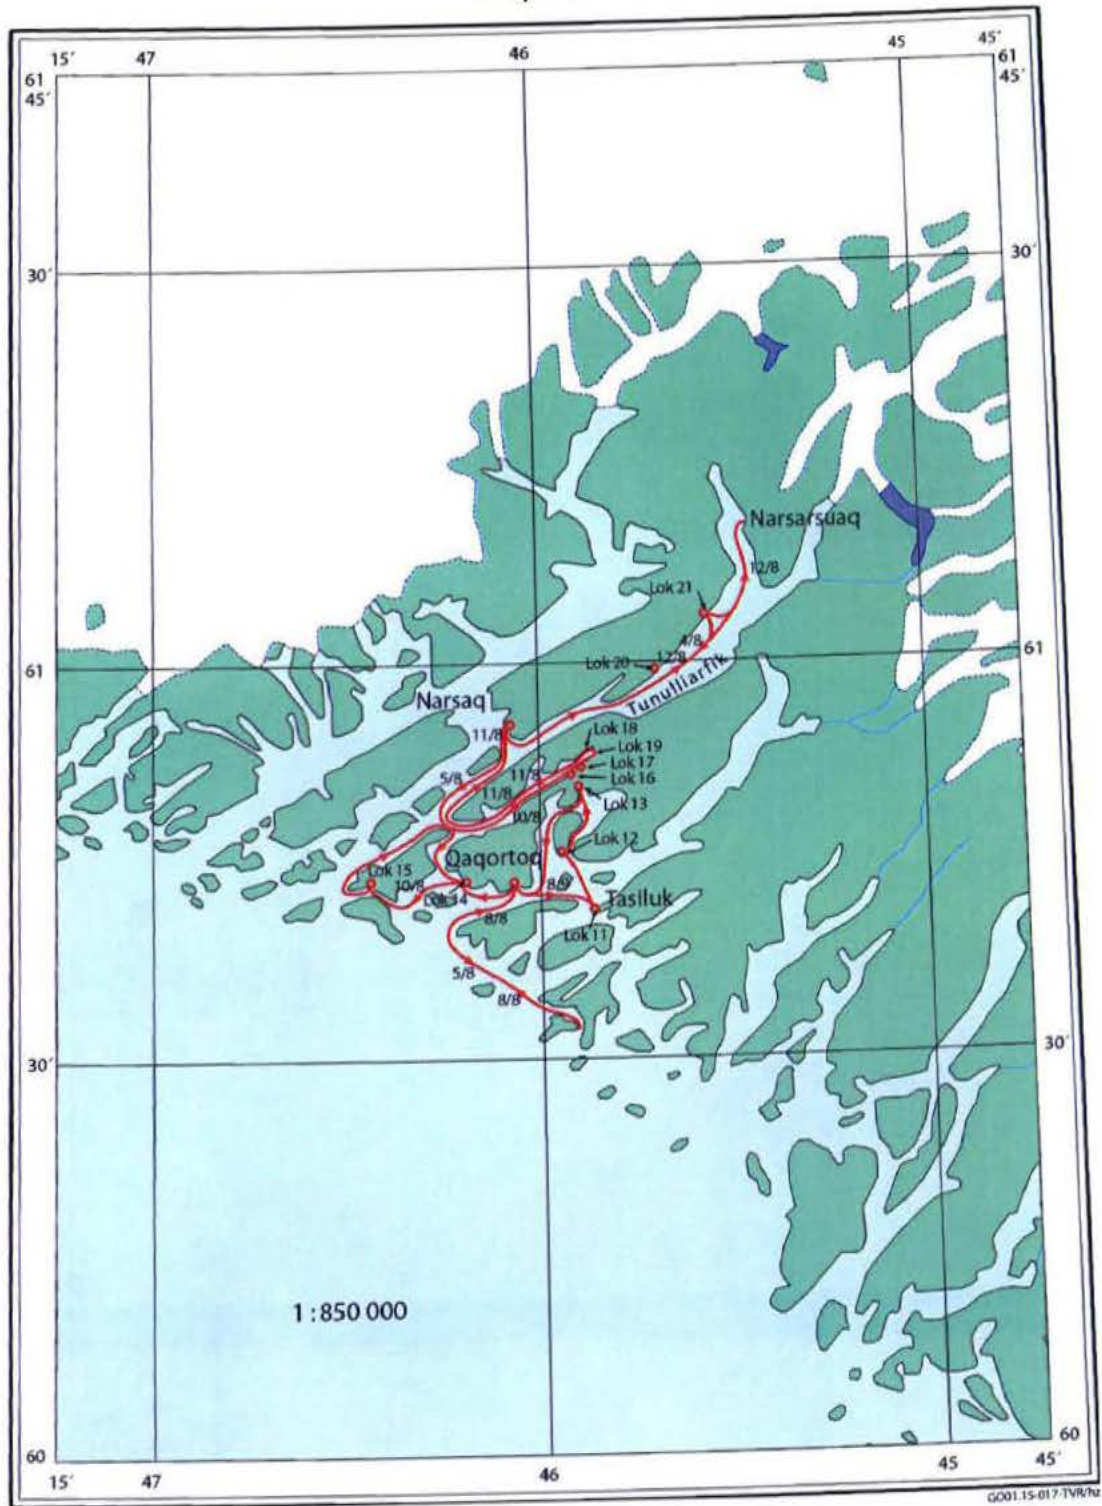 15´ 47 46 45 45´
61 45´
61 45´
30´
30´
Narsarsuaq
12/8
Lok 21
4/8
Lok 20
12/8
61
61
Tunulliarfik
Narsaq
11/8
Lok 18
Lok 19
Lok 17
Lok 16
5/8
11/8
11/8
Lok 13
10/8
Lok 12
Qaqortoq
Lok 15
10/8
Lok 14
Tasiluk
8/8
Lok 11
5/8
8/8
30´
30´
1 : 850 000
60
60
15´ 47 46 45 45´
G001.15-017-TVR/hz